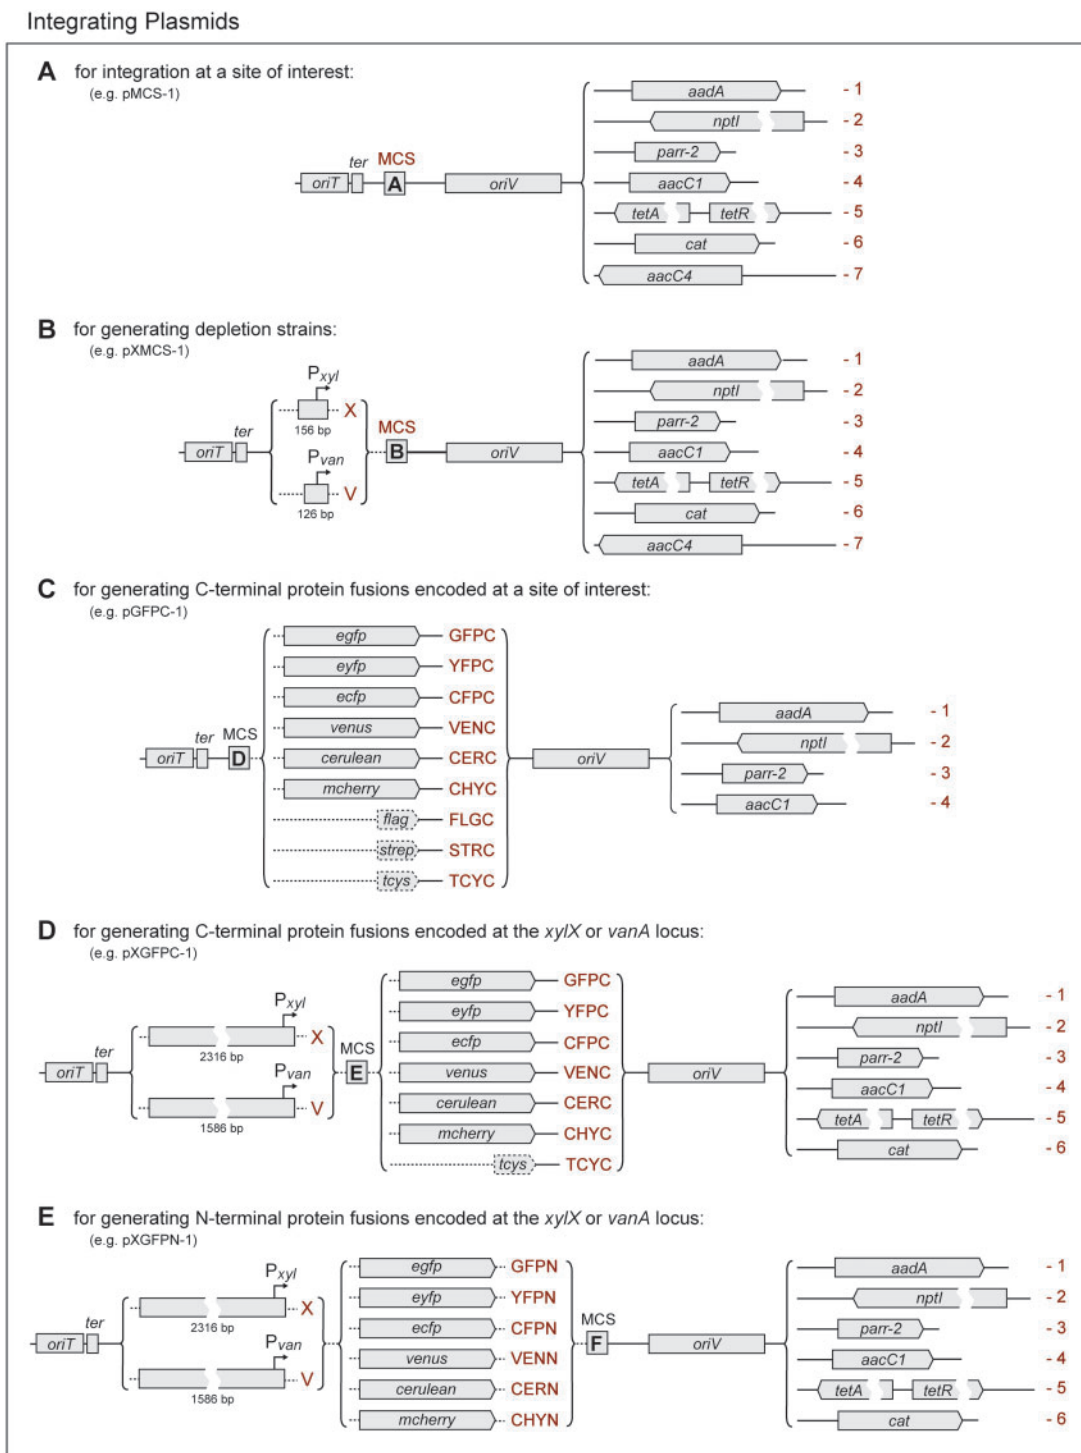 Integrating Plasmids
A for integration at a site of interest:
(e.g. pMCS-1)
aadA - 1
nptI - 2
parr-2 - 3
ter MCS
oriT A oriV aacC1 - 4
tetA tetR - 5
cat - 6
aacC4 - 7
B for generating depletion strains:
(e.g. pXMCS-1)
aadA - 1
Pxyl nptI - 2
X
156 bp
parr-2 - 3
ter MCS
oriT B oriV aacC1 - 4
Pvan
tetA tetR - 5
V
126 bp
cat - 6
aacC4 - 7
C for generating C-terminal protein fusions encoded at a site of interest:
(e.g. pGFPC-1)
egfp GFPC
eyfp YFPC
ecfp CFPC
aadA - 1
venus VENC
MCS
nptI - 2
ter
oriT D cerulean CERC oriV
parr-2 - 3
mcherry CHYC
aacC1 - 4
flag FLGC
strep STRC
tcys TCYC
D for generating C-terminal protein fusions encoded at the xylX or vanA locus:
(e.g. pXGFPC-1)
egfp GFPC
aadA - 1
Pxyl eyfp YFPC
nptI - 2
X
ecfp CFPC
2316 bp
MCS
parr-2 - 3
ter
oriT E venus VENC oriV
Pvan
aacC1 - 4
cerulean CERC
V
tetA tetR - 5
1586 bp
mcherry CHYC
cat - 6
tcys TCYC
E for generating N-terminal protein fusions encoded at the xylX or vanA locus:
(e.g. pXGFPN-1)
egfp GFPN
aadA - 1
Pxyl
eyfp YFPN
nptI - 2
X
2316 bp
MCS
ecfp CFPN
parr-2 - 3
ter
oriT F oriV
Pvan
venus VENN
aacC1 - 4
V
cerulean CERN
tetA tetR - 5
1586 bp
mcherry CHYN
cat - 6